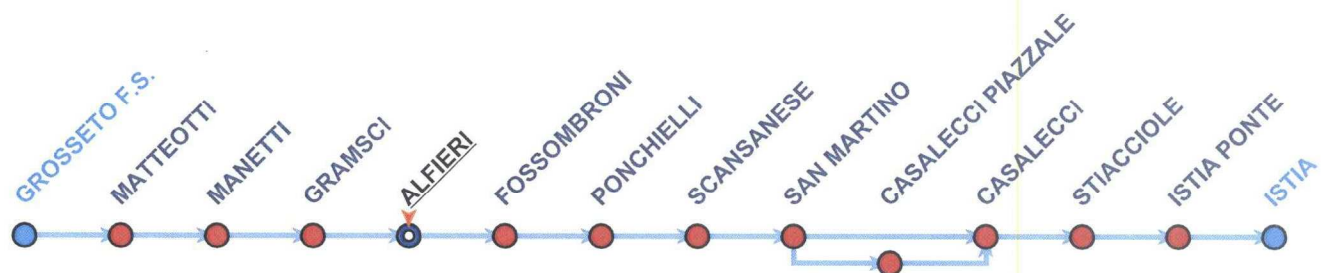 GROSSETO F.S.
MATTEOTTI
MANETTI
GRAMSCI
ALFIERI
FOSSOMBRONI
PONCHIELLI
SCANSANESE
SAN MARTINO
CASALECCI PIAZZALE
CASALECCI
STIACCIOLE
ISTIA PONTE
ISTIA